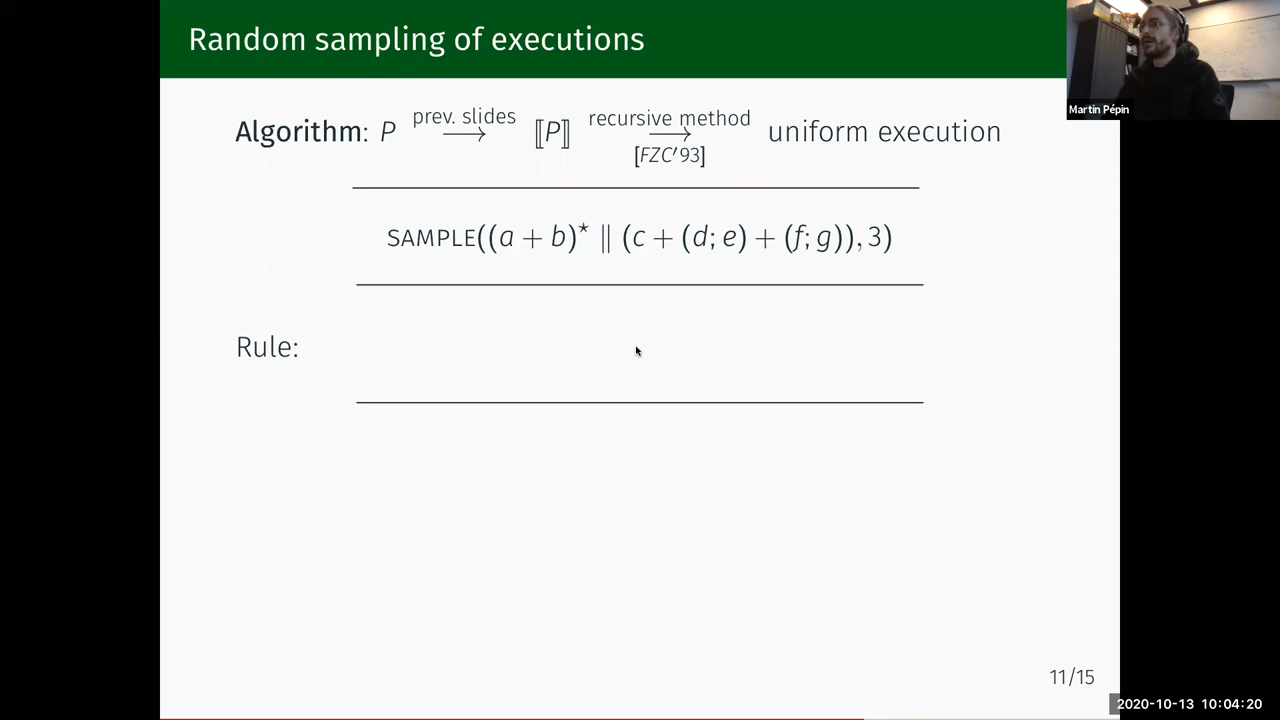 Random sampling of executions
Martin Pépin
prev. slides recursive method
Algorithm: P ⟶ ⟦P⟧ ⟶ uniform execution
[FZC′93]
SAMPLE((a + b)⋆ ∥ (c + (d; e) + (f; g)), 3)
Rule:
11/15
2020-10-13 10:04:20